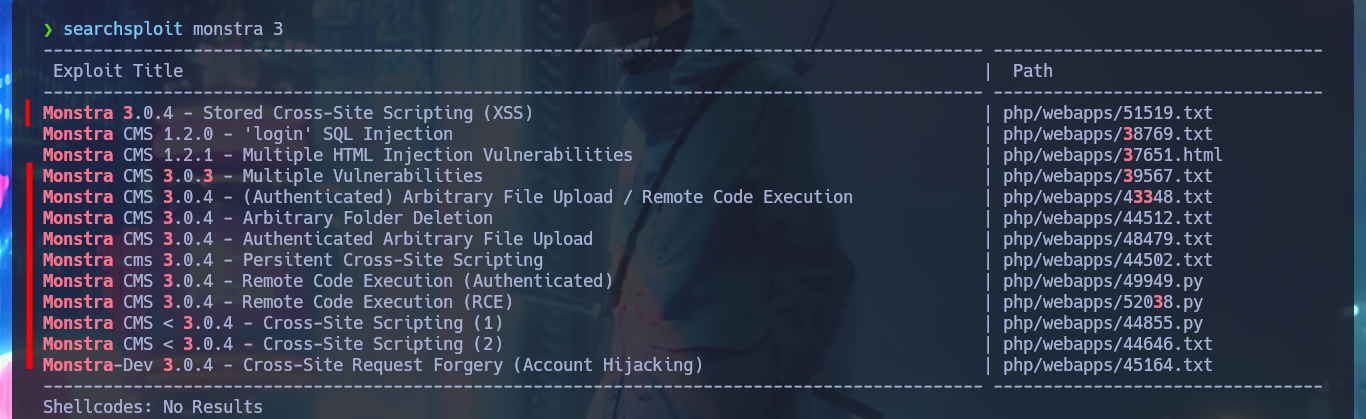 ❯ searchsploit monstra 3
---------------------------------------------------------------------------------------------- ---------------------------------
 Exploit Title                                                                                |  Path
---------------------------------------------------------------------------------------------- ---------------------------------
Monstra 3.0.4 - Stored Cross-Site Scripting (XSS) | php/webapps/51519.txt
Monstra CMS 1.2.0 - 'login' SQL Injection | php/webapps/38769.txt
Monstra CMS 1.2.1 - Multiple HTML Injection Vulnerabilities | php/webapps/37651.html
Monstra CMS 3.0.3 - Multiple Vulnerabilities | php/webapps/39567.txt
Monstra CMS 3.0.4 - (Authenticated) Arbitrary File Upload / Remote Code Execution | php/webapps/43348.txt
Monstra CMS 3.0.4 - Arbitrary Folder Deletion | php/webapps/44512.txt
Monstra CMS 3.0.4 - Authenticated Arbitrary File Upload | php/webapps/48479.txt
Monstra cms 3.0.4 - Persitent Cross-Site Scripting | php/webapps/44502.txt
Monstra CMS 3.0.4 - Remote Code Execution (Authenticated) | php/webapps/49949.py
Monstra CMS 3.0.4 - Remote Code Execution (RCE) | php/webapps/52038.py
Monstra CMS < 3.0.4 - Cross-Site Scripting (1) | php/webapps/44855.py
Monstra CMS < 3.0.4 - Cross-Site Scripting (2) | php/webapps/44646.txt
Monstra-Dev 3.0.4 - Cross-Site Request Forgery (Account Hijacking) | php/webapps/45164.txt
---------------------------------------------------------------------------------------------- ---------------------------------
Shellcodes: No Results